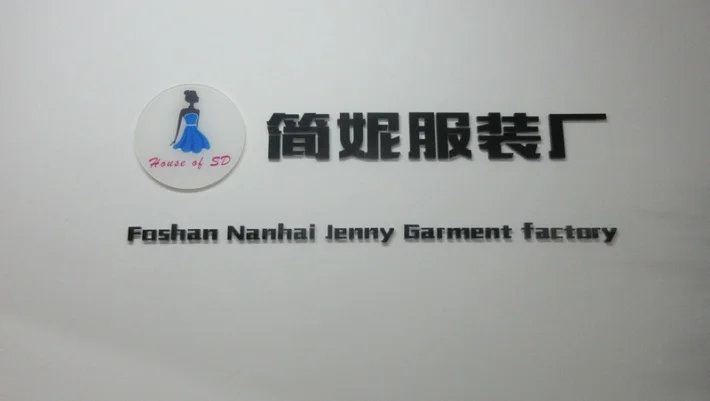 简妮服装厂
House of SD
Foshan Nanhai Jenny Garment factory